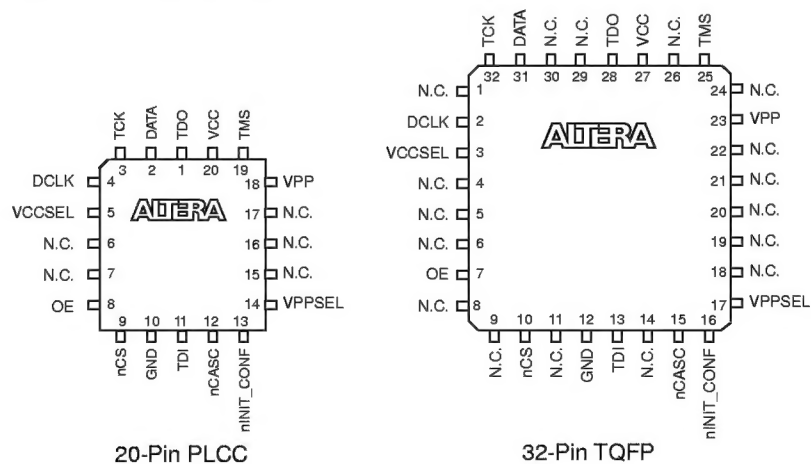 TCK
DATA
TDO
VCC
TMS
3
2
1
20
19
DCLK 4
VCCSEL 5
N.C. 6
N.C. 7
OE 8
ALTERA
18 VPP
17 N.C.
16 N.C.
15 N.C.
14 VPPSEL
9
10
11
12
13
nCS
GND
TDI
nCASC
nINIT_CONF
20-Pin PLCC
TCK
DATA
N.C.
N.C.
TDO
VCC
N.C.
TMS
32
31
30
29
28
27
26
25
N.C. 1
DCLK 2
VCCSEL 3
N.C. 4
N.C. 5
N.C. 6
OE 7
N.C. 8
ALTERA
24 N.C.
23 VPP
22 N.C.
21 N.C.
20 N.C.
19 N.C.
18 N.C.
17 VPPSEL
9
10
11
12
13
14
15
16
N.C.
nCS
N.C.
GND
TDI
N.C.
nCASC
nINIT_CONF
32-Pin TQFP